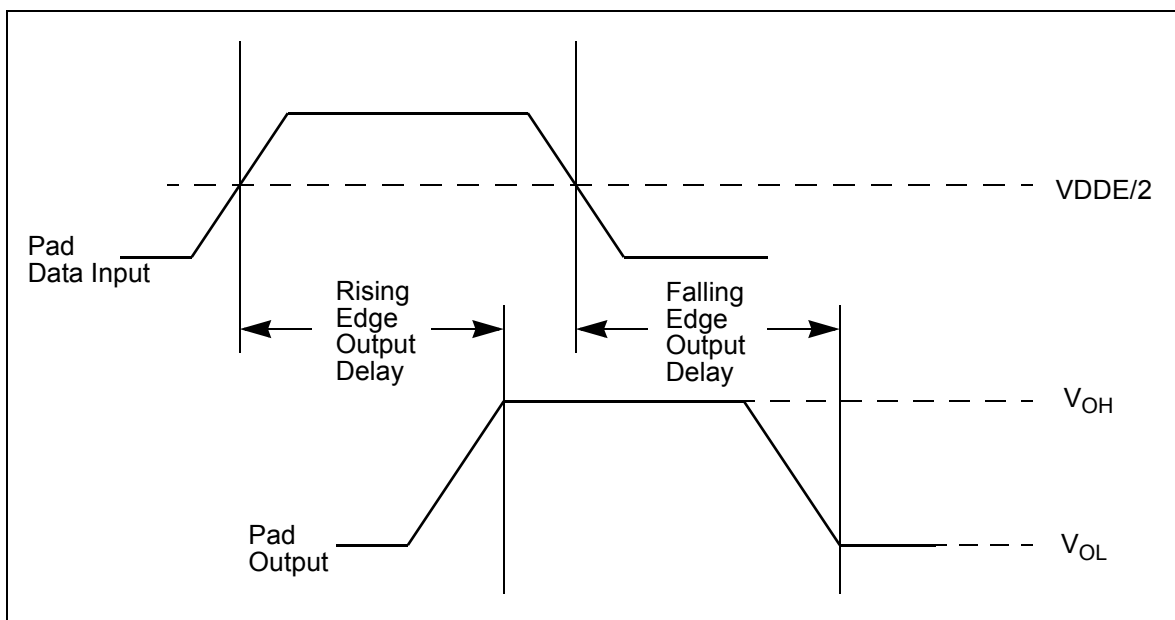 VDDE/2
Pad
Data Input
Rising
Edge
Output
Delay
Falling
Edge
Output
Delay
VOH
Pad
Output
VOL